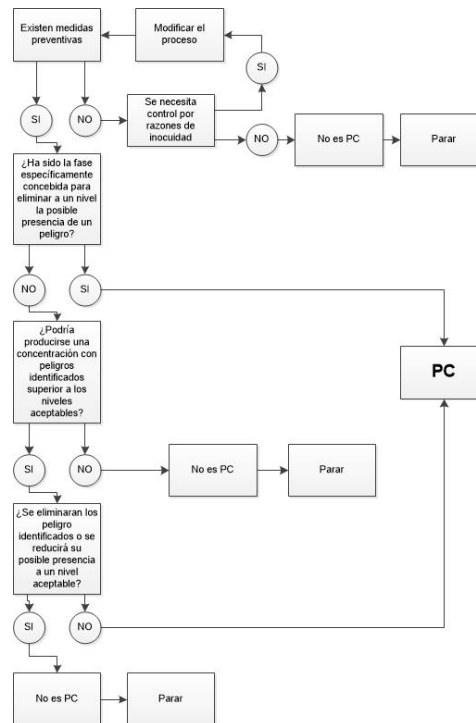 Existen medidas
preventivas
Modificar el
proceso
SI
SI
NO
Se necesita
control por
razones de
inocuidad
NO
No es PC
Parar
¿Ha sido la fase
específicamente
concebida para
eliminar a un nivel
la posible
presencia de un
peligro?
NO
SI
¿Podría
producirse una
concentración con
peligros
identificados
superior a los
niveles
aceptables?
PC
SI
NO
No es PC
Parar
¿Se eliminaran los
peligro
identificados o se
reducirá su
posible presencia
a un nivel
aceptable?
SI
NO
No es PC
Parar